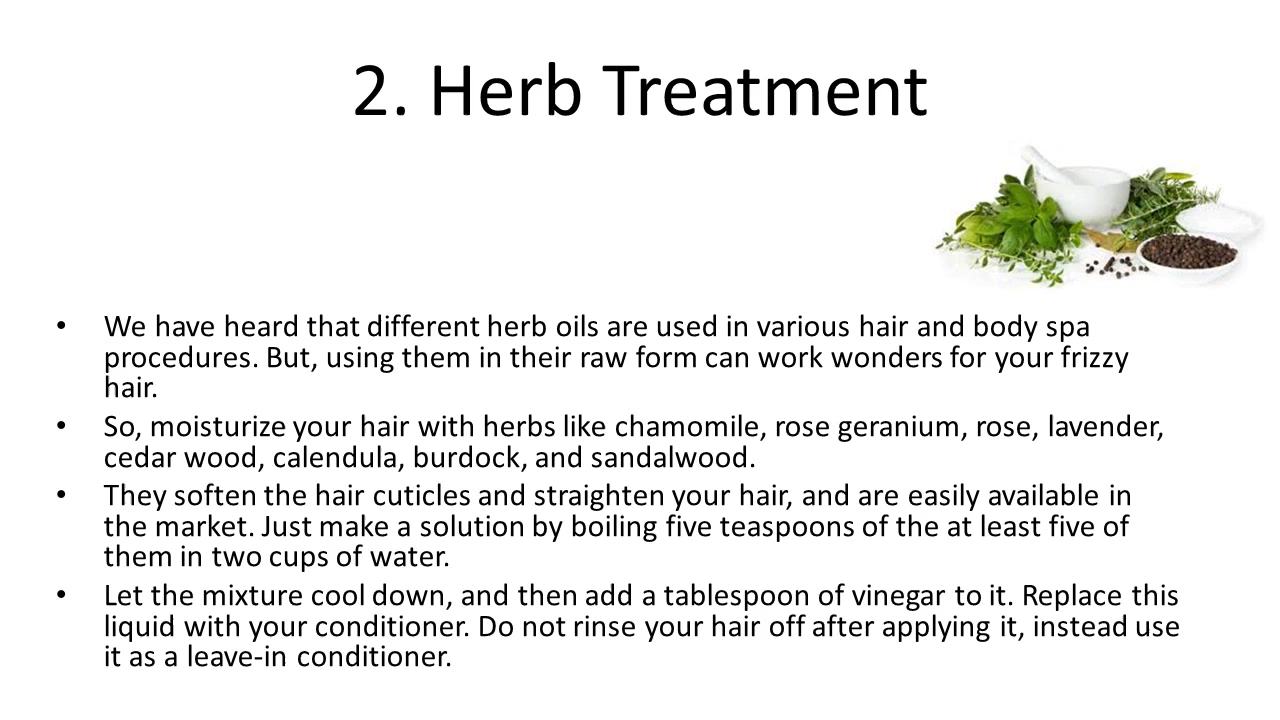 2. Herb Treatment
• We have heard that different herb oils are used in various hair and body spa
procedures. But, using them in their raw form can work wonders for your frizzy
hair.
• So, moisturize your hair with herbs like chamomile, rose geranium, rose, lavender,
cedar wood, calendula, burdock, and sandalwood.
• They soften the hair cuticles and straighten your hair, and are easily available in
the market. Just make a solution by boiling five teaspoons of the at least five of
them in two cups of water.
• Let the mixture cool down, and then add a tablespoon of vinegar to it. Replace this
liquid with your conditioner. Do not rinse your hair off after applying it, instead use
it as a leave-in conditioner.